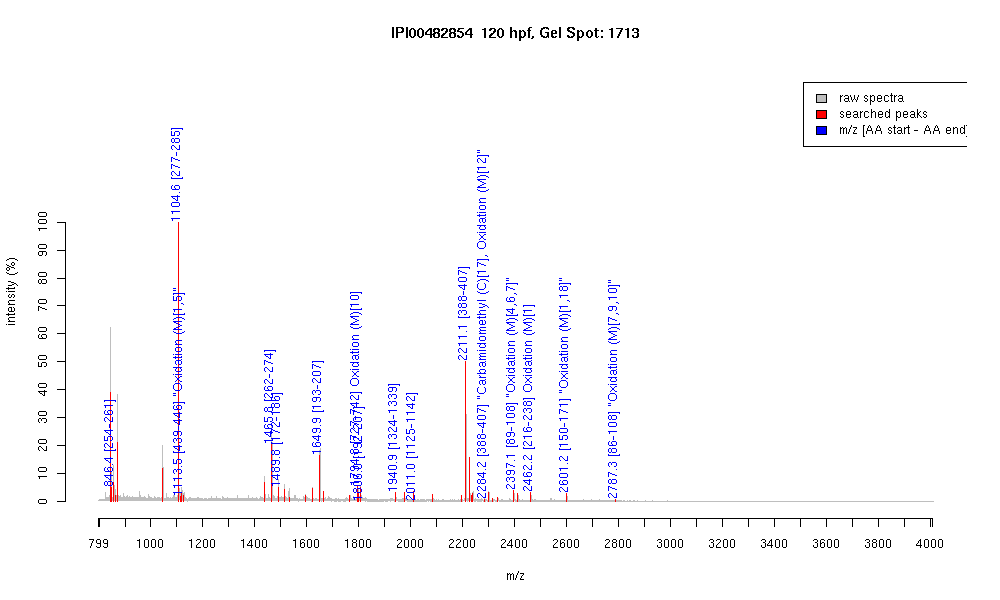 IPI00482854 120 hpf, Gel Spot: 1713
raw spectra
searched peaks
m/z [AA start - AA end]
intensity (%)
100
90
80
70
60
50
40
30
20
10
0
846.4 [254-261]
1104.6 [277-285]
1113.5 [439-446] "Oxidation (M)[1,5]"
1465.8 [262-274]
1489.8 [172-186]
1649.9 [193-207]
Oxidation (M)[10]
1940.9 [1324-1339]
2011.0 [1125-1142]
2211.1 [388-407]
2284.2 [388-407] "Carbamidomethyl (C)[17], Oxidation (M)[12]"
2397.1 [89-108] "Oxidation (M)[4,6,7]"
2462.2 [216-238] Oxidation (M)[1]
2601.2 [150-171] "Oxidation (M)[1,18]"
2787.3 [86-108] "Oxidation (M)[7,9,10]"
799 1000 1200 1400 1600 1800 2000 2200 2400 2600 2800 3000 3200 3400 3600 3800 4000
m/z